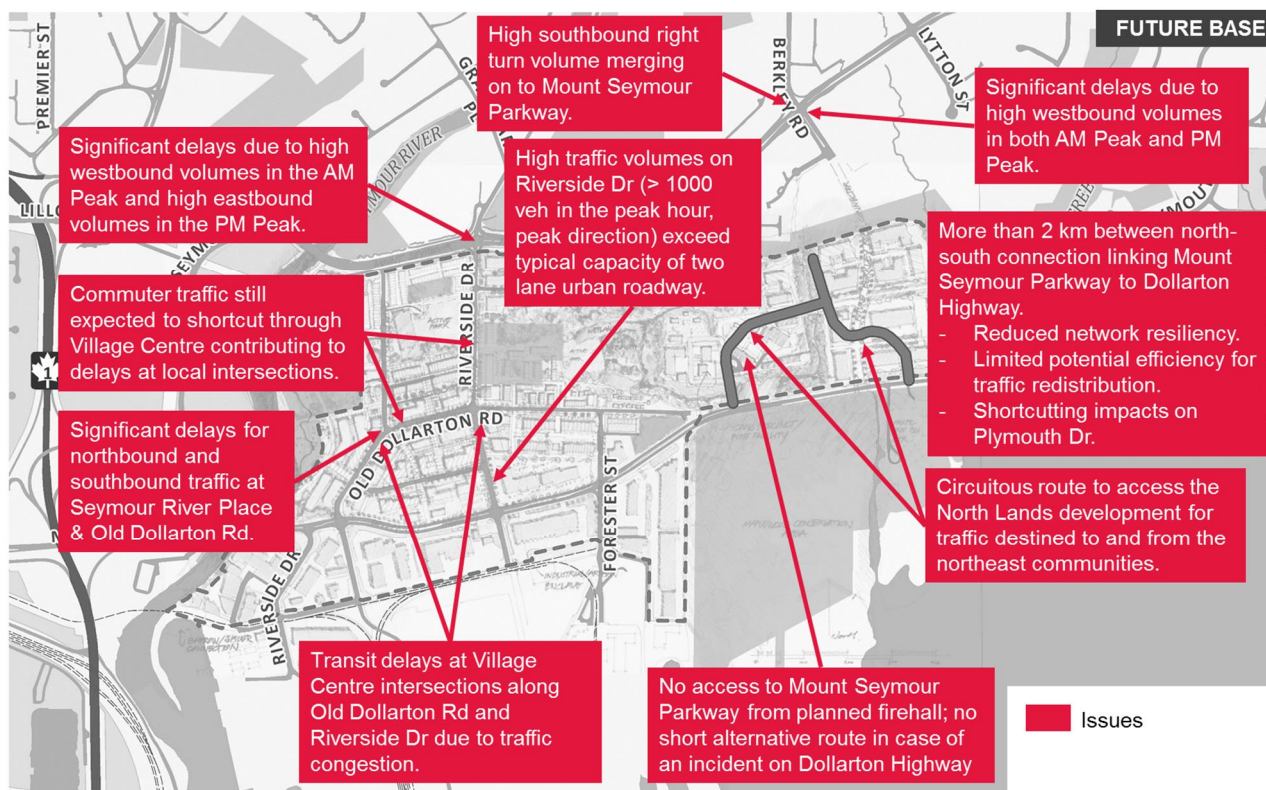 FUTURE BASE
PREMIER ST
BERKLEY RD
LYTTON ST
High southbound right
turn volume merging
on to Mount Seymour
Parkway.
Significant delays due to
high westbound volumes
in both AM Peak and PM
Peak.
Significant delays due to high
westbound volumes in the AM
Peak and high eastbound
volumes in the PM Peak.
High traffic volumes on
Riverside Dr (> 1000
veh in the peak hour,
peak direction) exceed
typical capacity of two
lane urban roadway.
More than 2 km between north-
south connection linking Mount
Seymour Parkway to Dollarton
Highway.
- Reduced network resiliency.
- Limited potential efficiency for
traffic redistribution.
- Shortcutting impacts on
Plymouth Dr.
Commuter traffic still
expected to shortcut through
Village Centre contributing to
delays at local intersections.
RIVERSIDE DR
1
OLD DOLLARTON RD
Significant delays for
northbound and
southbound traffic at
Seymour River Place
& Old Dollarton Rd.
FORESTER ST
Circuitous route to access the
North Lands development for
traffic destined to and from the
northeast communities.
RIVERSIDE DR
Transit delays at Village
Centre intersections along
Old Dollarton Rd and
Riverside Dr due to traffic
congestion.
No access to Mount Seymour
Parkway from planned firehall; no
short alternative route in case of
an incident on Dollarton Highway
Issues